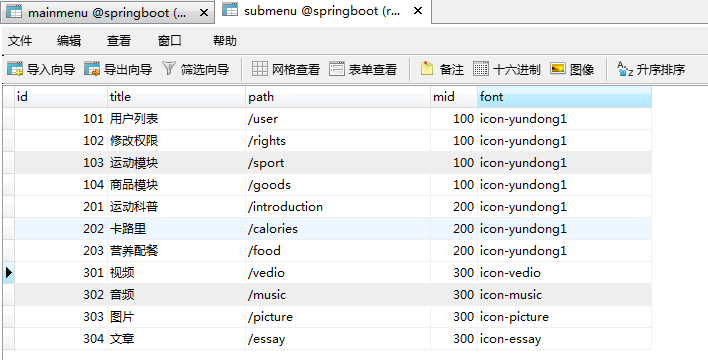 mainmenu @springboot (... submenu @springboot (r...
文件 编辑 查看 窗口 帮助
导入向导 导出向导 筛选向导 网格查看 表单查看 备注 十六进制 图像 升序排序
id title path mid font
101 用户列表 /user 100 icon-yundong1
102 修改权限 /rights 100 icon-yundong1
103 运动模块 /sport 100 icon-yundong1
104 商品模块 /goods 100 icon-yundong1
201 运动科普 /introduction 200 icon-yundong1
202 卡路里 /calories 200 icon-yundong1
203 营养配餐 /food 200 icon-yundong1
301 视频 /vedio 300 icon-vedio
302 音频 /music 300 icon-music
303 图片 /picture 300 icon-picture
304 文章 /essay 300 icon-essay